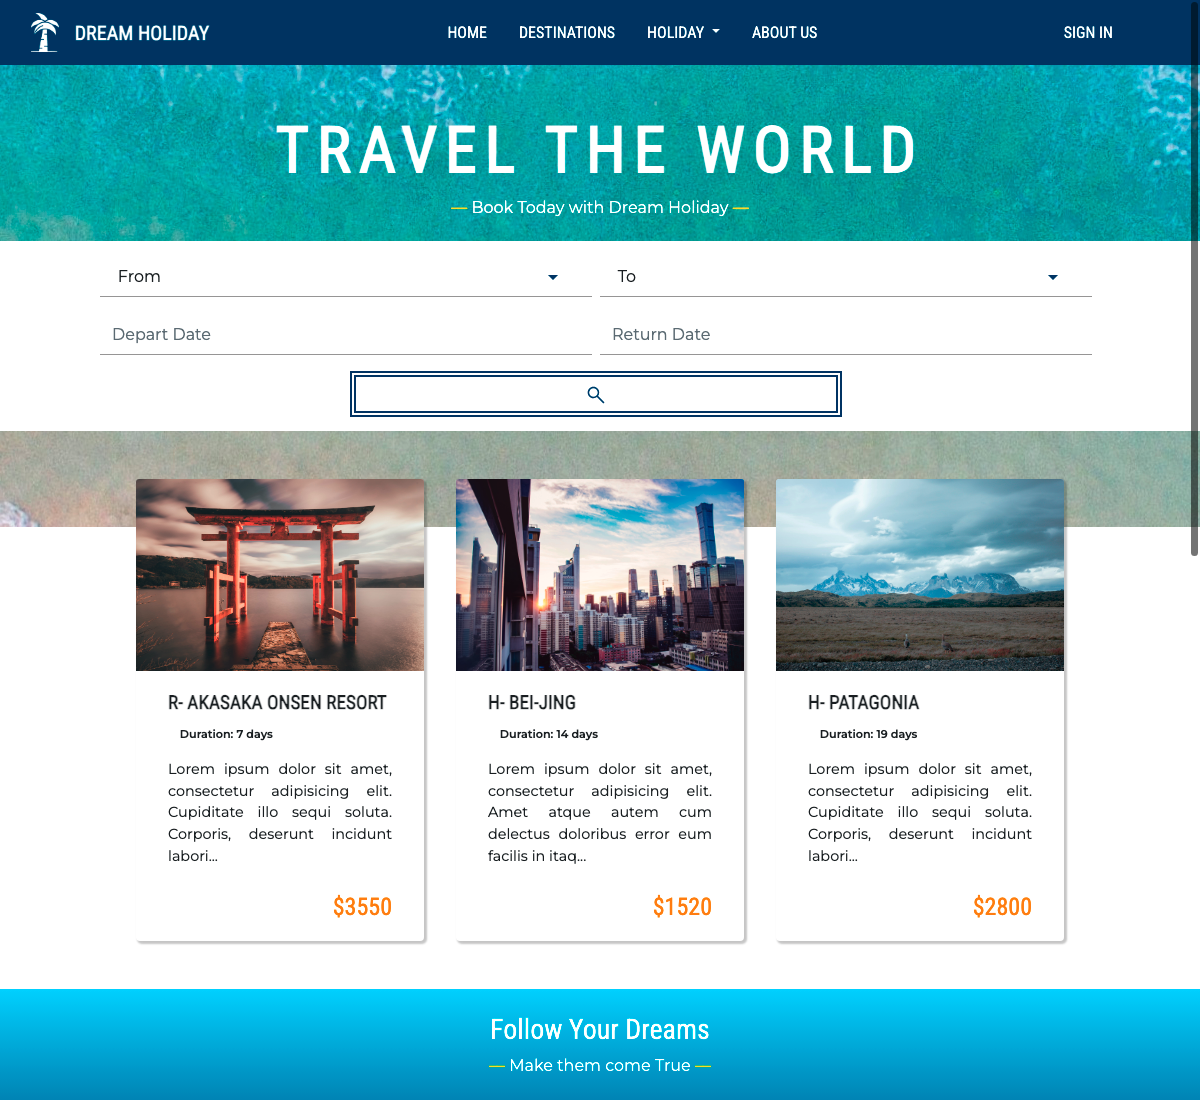 DREAM HOLIDAY
HOME DESTINATIONS HOLIDAY ABOUT US SIGN IN
TRAVEL THE WORLD
— Book Today with Dream Holiday —
From To
Depart Date Return Date
R- AKASAKA ONSEN RESORT
Duration: 7 days
Lorem ipsum dolor sit amet,
consectetur adipisicing elit.
Cupiditate illo sequi soluta.
Corporis, deserunt incidunt
labori...
$3550
H- BEI-JING
Duration: 14 days
Lorem ipsum dolor sit amet,
consectetur adipisicing elit.
Amet atque autem cum
delectus doloribus error eum
facilis in itaq...
$1520
H- PATAGONIA
Duration: 19 days
Lorem ipsum dolor sit amet,
consectetur adipisicing elit.
Cupiditate illo sequi soluta.
Corporis, deserunt incidunt
labori...
$2800
Follow Your Dreams
— Make them come True —